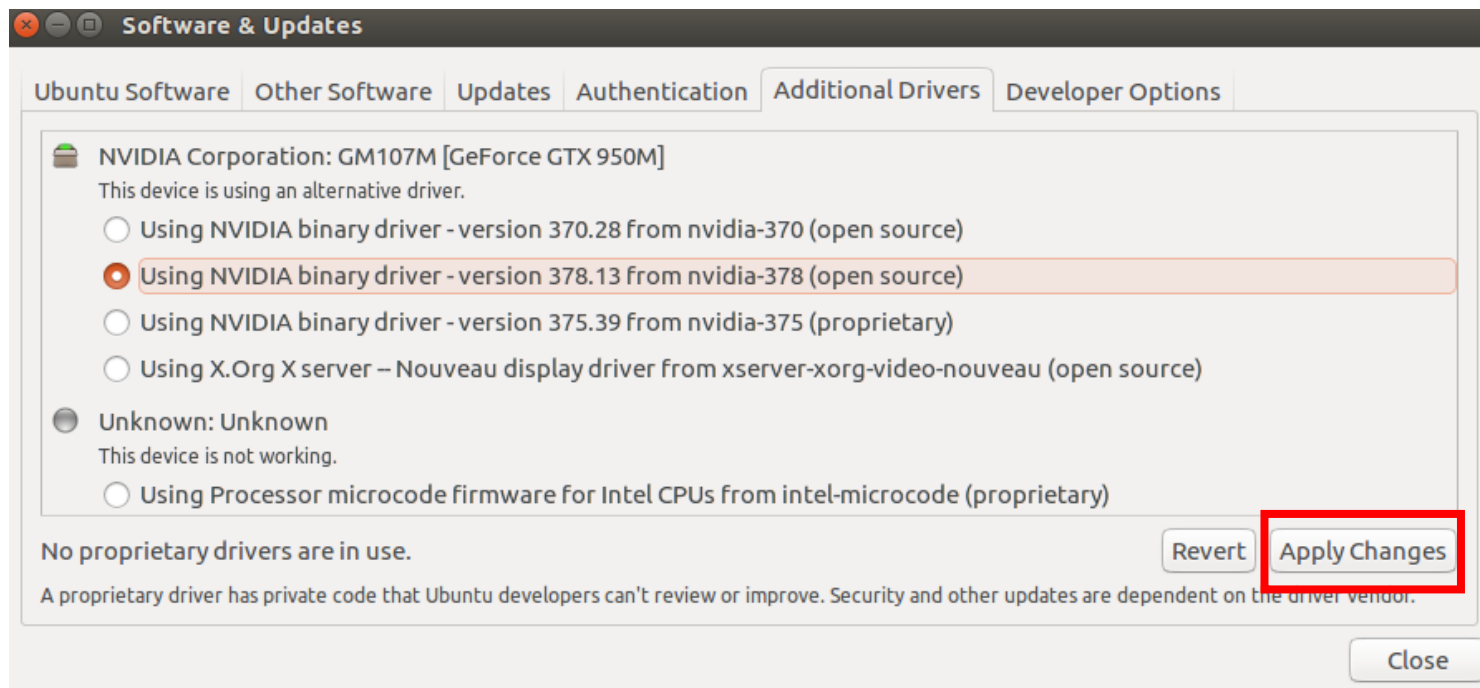 Software & Updates
Ubuntu Software Other Software Updates Authentication Additional Drivers Developer Options
NVIDIA Corporation: GM107M [GeForce GTX 950M]
This device is using an alternative driver.
Using NVIDIA binary driver - version 370.28 from nvidia-370 (open source)
Using NVIDIA binary driver - version 378.13 from nvidia-378 (open source)
Using NVIDIA binary driver - version 375.39 from nvidia-375 (proprietary)
Using X.Org X server -- Nouveau display driver from xserver-xorg-video-nouveau (open source)
Unknown: Unknown
This device is not working.
Using Processor microcode firmware for Intel CPUs from intel-microcode (proprietary)
No proprietary drivers are in use. Revert Apply Changes
A proprietary driver has private code that Ubuntu developers can't review or improve. Security and other updates are dependent on the driver vendor.
Close